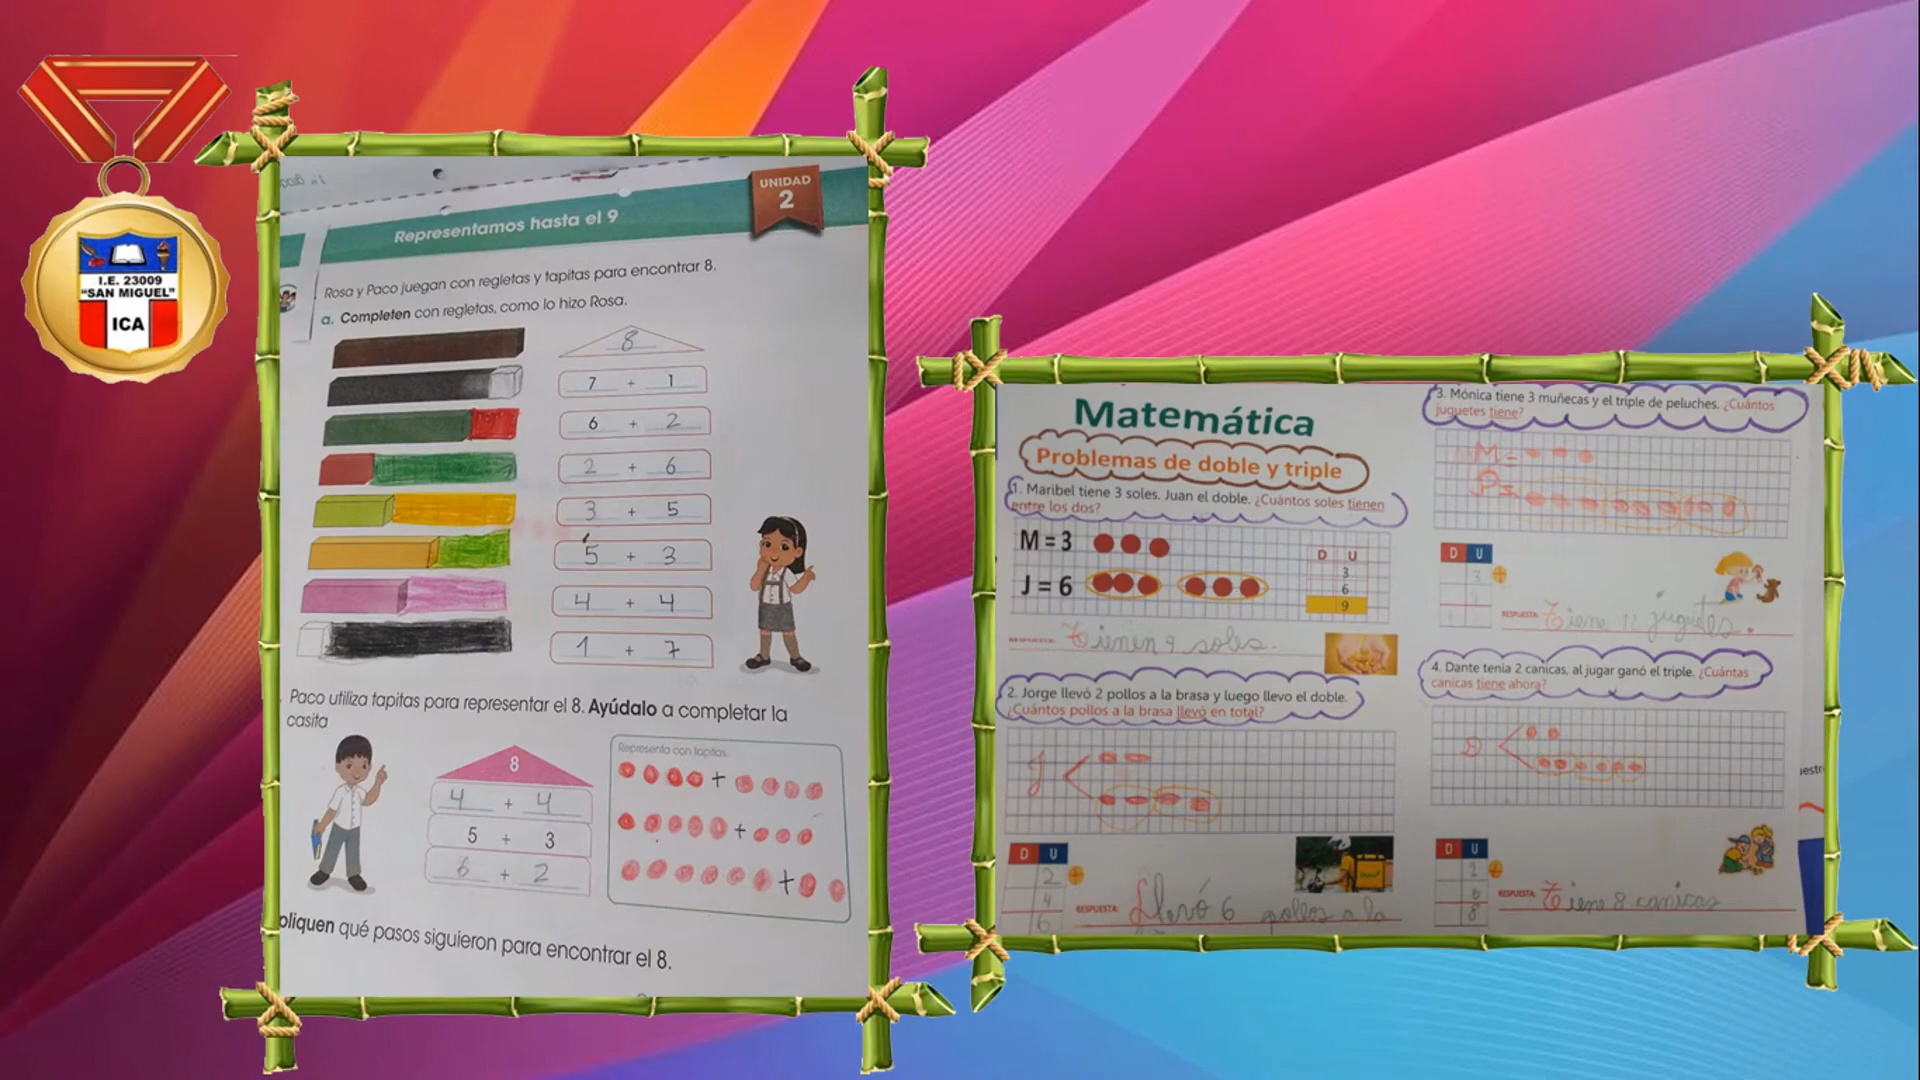 I.E. 23009
"SAN MIGUEL"
ICA
UNIDAD
2
Representamos hasta el 9
Rosa y Paco juegan con regletas y tapitas para encontrar 8.
a. Completen con regletas, como lo hizo Rosa.
8
7 + 1
6 + 2
2 + 6
3 + 5
5 + 3
4 + 4
1 + 7
Paco utiliza tapitas para representar el 8. Ayúdalo a completar la
casita
8
4 + 4
5 + 3
6 + 2
Representa con tapitas.
+
+
+
pliquen qué pasos siguieron para encontrar el 8.
Matemática
Problemas de doble y triple
1. Maribel tiene 3 soles. Juan el doble. ¿Cuántos soles tienen
entre los dos?
M = 3
J = 6
D U
3
6
9
RESPUESTA:
Tienen 9 soles.
2. Jorge llevó 2 pollos a la brasa y luego llevo el doble.
¿Cuántos pollos a la brasa llevó en total?
J
D U
2 +
4
6
RESPUESTA: Llevó 6 pollos a la
3. Mónica tiene 3 muñecas y el triple de peluches. ¿Cuántos
juguetes tiene?
M =
P =
D U
3 +
RESPUESTA: Tiene 12 juguetes.
4. Dante tenía 2 canicas, al jugar ganó el triple. ¿Cuántas
canicas tiene ahora?
D
D U
2 +
6
8
RESPUESTA: Tiene 8 canicas